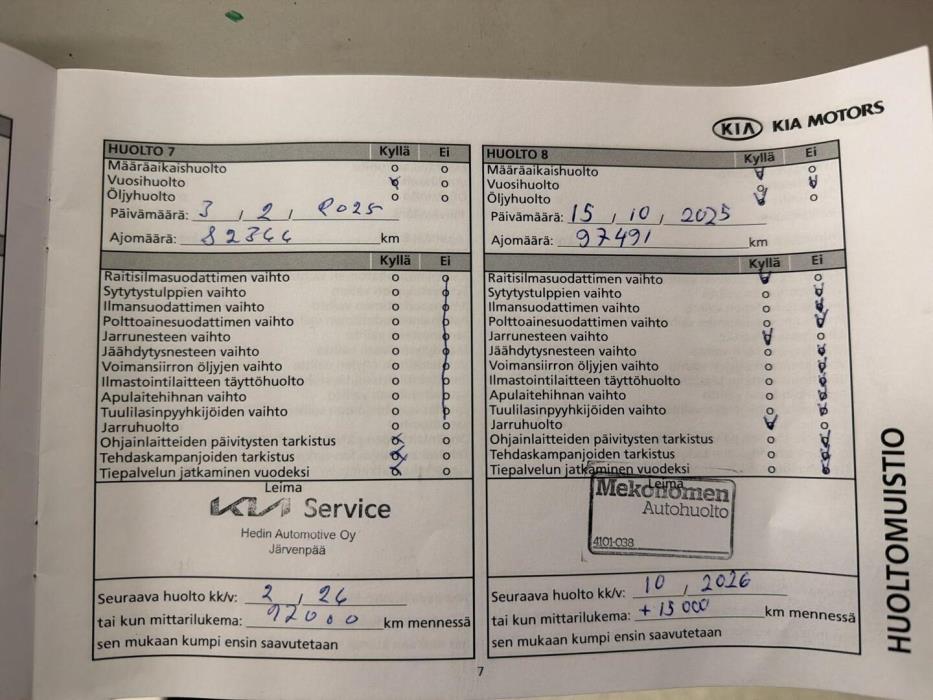 KIA KIA MOTORS
HUOLTO 7 Kyllä Ei
Määräaikaishuolto
Vuosihuolto
Öljyhuolto
Päivämäärä: 3, 2, 2025
Ajomäärä: 82344 km
Kyllä Ei
Raitisilmasuodattimen vaihto
Sytytystulppien vaihto
Ilmansuodattimen vaihto
Polttoainesuodattimen vaihto
Jarrunesteen vaihto
Jäähdytysnesteen vaihto
Voimansiirron öljyjen vaihto
Ilmastointilaitteen täyttöhuolto
Apulaitehihnan vaihto
Tuulilasinpyyhkijöiden vaihto
Jarruhuolto
Ohjainlaitteiden päivitysten tarkistus
Tehdaskampanjoiden tarkistus
Tiepalvelun jatkaminen vuodeksi
Leima
KIA Service
Hedin Automotive Oy
Järvenpää
Seuraava huolto kk/v: 2, 26
tai kun mittarilukema: 92000 km mennessä
sen mukaan kumpi ensin saavutetaan
HUOLTO 8 Kyllä Ei
Määräaikaishuolto
Vuosihuolto
Öljyhuolto
Päivämäärä: 15, 10, 2025
Ajomäärä: 97491 km
Kyllä Ei
Raitisilmasuodattimen vaihto
Sytytystulppien vaihto
Ilmansuodattimen vaihto
Polttoainesuodattimen vaihto
Jarrunesteen vaihto
Jäähdytysnesteen vaihto
Voimansiirron öljyjen vaihto
Ilmastointilaitteen täyttöhuolto
Apulaitehihnan vaihto
Tuulilasinpyyhkijöiden vaihto
Jarruhuolto
Ohjainlaitteiden päivitysten tarkistus
Tehdaskampanjoiden tarkistus
Tiepalvelun jatkaminen vuodeksi
Leima
Mekonomen
Autohuolto
4101-038
Seuraava huolto kk/v: 10, 2026
tai kun mittarilukema: +15000 km mennessä
sen mukaan kumpi ensin saavutetaan
HUOLTOMUISTIO
7